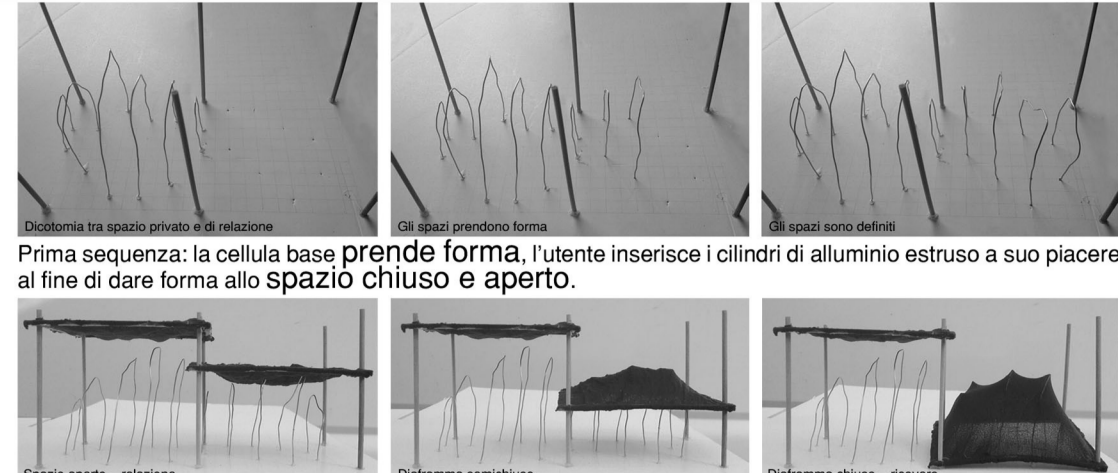 Dicotomia tra spazio privato e di relazione
Gli spazi prendono forma
Gli spazi sono definiti
Prima sequenza: la cellula base prende forma, l'utente inserisce i cilindri di alluminio estruso a suo piacere
al fine di dare forma allo spazio chiuso e aperto.